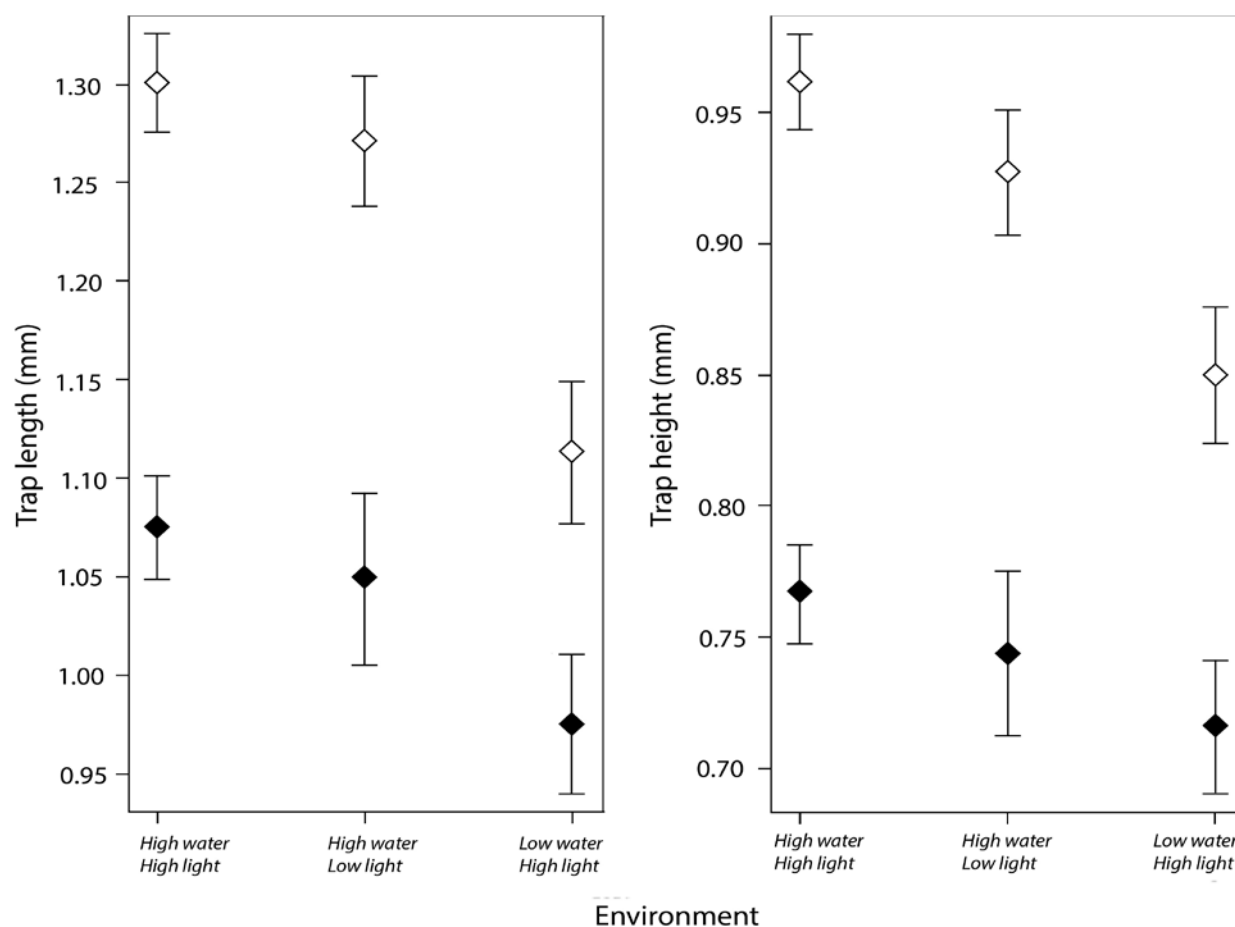 Trap length (mm)
1.30
1.25
1.20
1.15
1.10
1.05
1.00
0.95
High water
High light
High water
Low light
Low water
High light
Trap height (mm)
0.95
0.90
0.85
0.80
0.75
0.70
High water
High light
High water
Low light
Low water
High light
Environment